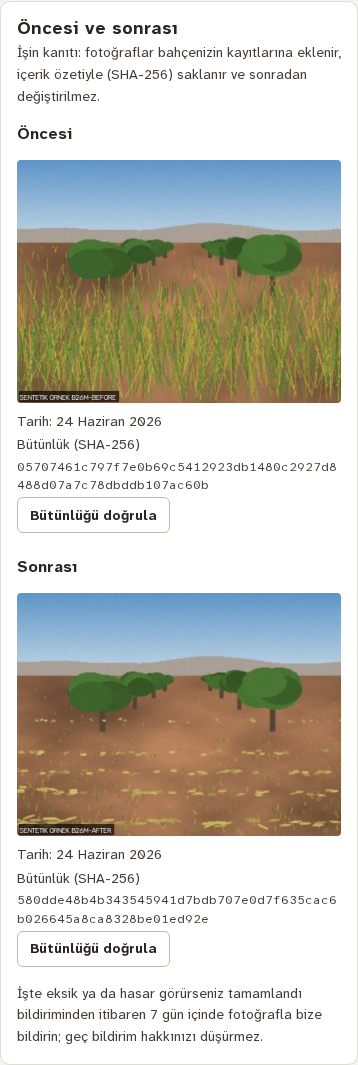 Öncesi ve sonrası
İşin kanıtı: fotoğraflar bahçenizin kayıtlarına eklenir,
içerik özetiyle (SHA-256) saklanır ve sonradan
değiştirilmez.
Öncesi
SENTETIK ORNEK B26M-BEFORE
Tarih: 24 Haziran 2026
Bütünlük (SHA-256)
05707461c797f7e0b69c5412923db1480c2927d8
488d07a7c78dbddb107ac60b
Bütünlüğü doğrula
Sonrası
SENTETIK ORNEK B26M-AFTER
Tarih: 24 Haziran 2026
Bütünlük (SHA-256)
580dde48b4b343545941d7bdb707e0d7f635cac6
b026645a8ca8328be01ed92e
Bütünlüğü doğrula
İşte eksik ya da hasar görürseniz tamamlandı
bildiriminden itibaren 7 gün içinde fotoğrafla bize
bildirin; geç bildirim hakkınızı düşürmez.